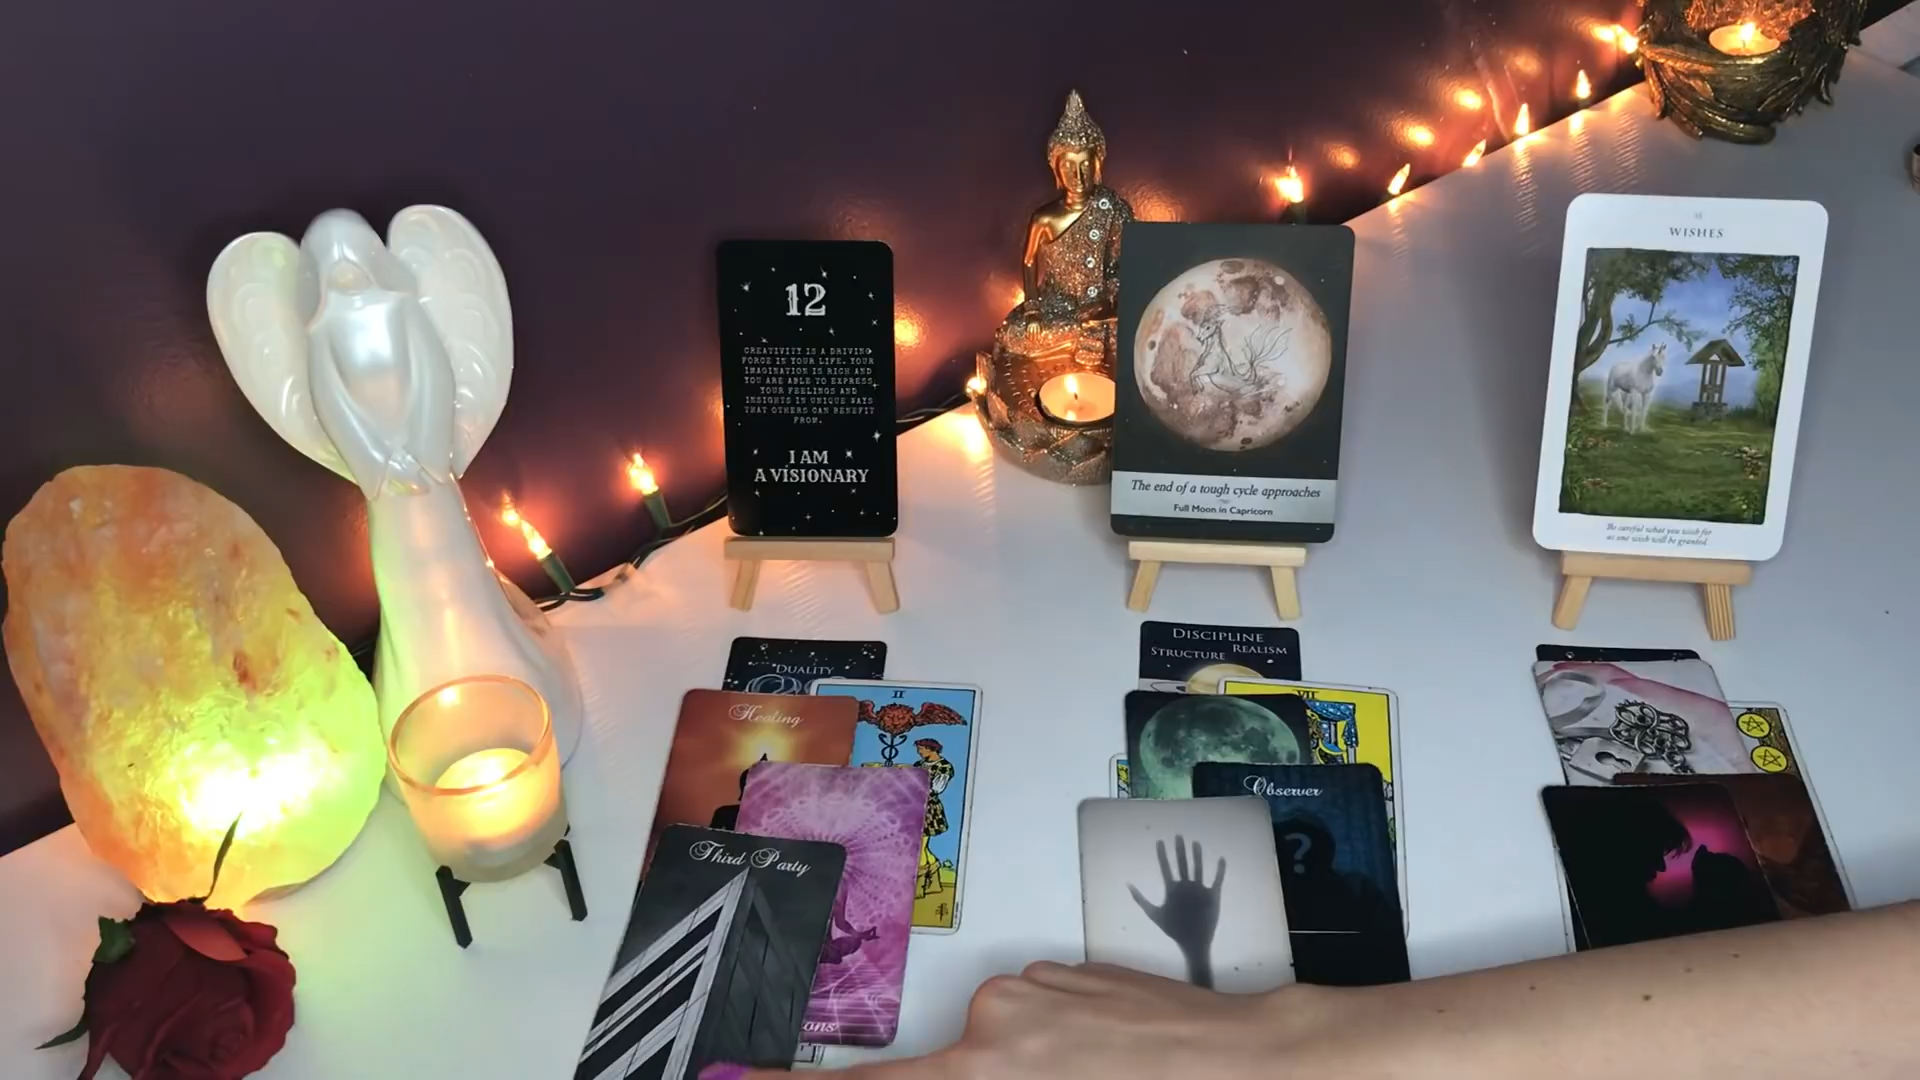 12
CREATIVITY IS A DRIVING
FORCE IN YOUR LIFE. YOUR
IMAGINATION IS RICH AND
YOU ARE ABLE TO EXPRESS
YOUR FEELINGS AND
INSIGHTS IN UNIQUE WAYS
THAT OTHERS CAN BENEFIT
FROM.
I AM
A VISIONARY
The end of a tough cycle approaches
Full Moon in Capricorn
WISHES
Be careful what you wish for
as one wish will be granted
DUALITY
Healing
II
Third Party
ons
DISCIPLINE
STRUCTURE REALISM
VII
Observer
?